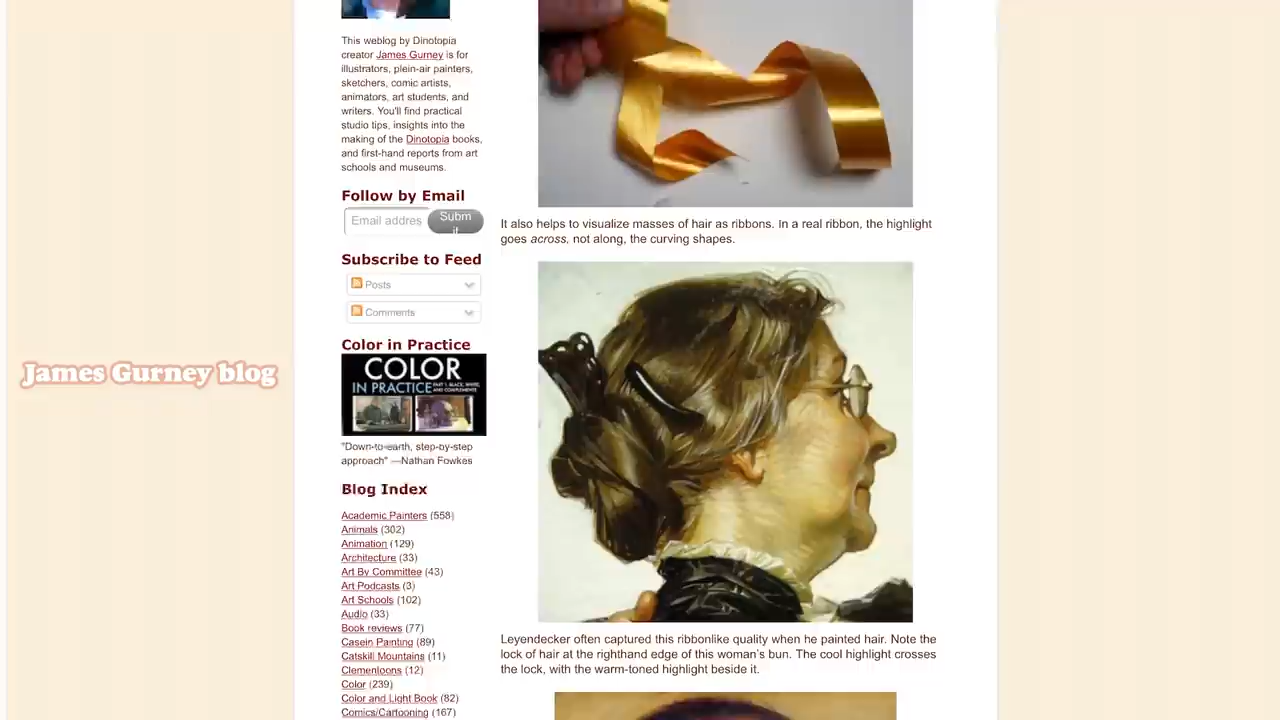 This weblog by Dinotopia
creator James Gurney is for
illustrators, plein-air painters,
sketchers, comic artists,
animators, art students, and
writers. You'll find practical
studio tips, insights into the
making of the Dinotopia books,
and first-hand reports from art
schools and museums.
Follow by Email
Email addres
Subm
it
Subscribe to Feed
Posts
Comments
Color in Practice
COLOR
IN PRACTICE
"Down-to-earth, step-by-step
approach" —Nathan Fowkes
Blog Index
Academic Painters (558)
Animals (302)
Animation (129)
Architecture (33)
Art By Committee (43)
Art Podcasts (3)
Art Schools (102)
Audio (33)
Book reviews (77)
Casein Painting (89)
Catskill Mountains (11)
Clementoons (12)
Color (239)
Color and Light Book (82)
Comics/Cartooning (167)
It also helps to visualize masses of hair as ribbons. In a real ribbon, the highlight
goes across, not along, the curving shapes.
Leyendecker often captured this ribbonlike quality when he painted hair. Note the
lock of hair at the righthand edge of this woman's bun. The cool highlight crosses
the lock, with the warm-toned highlight beside it.
James Gurney blog